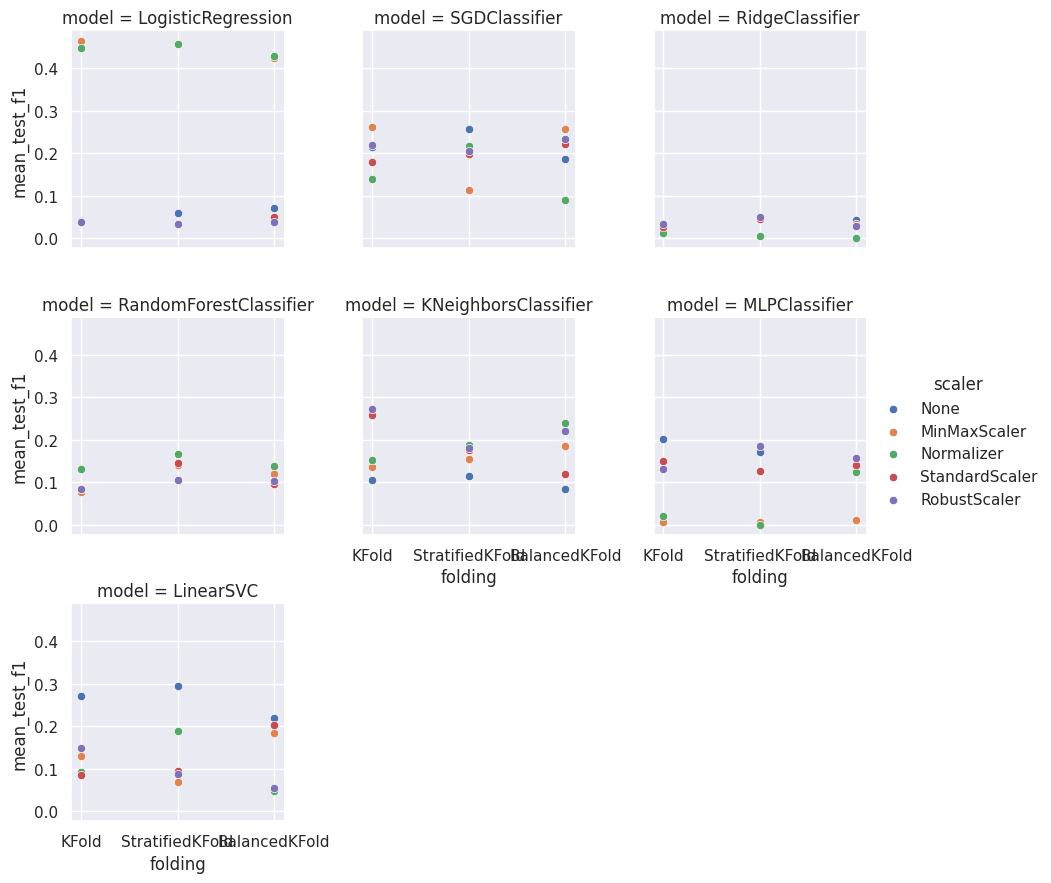 model = LogisticRegression
model = SGDClassifier
model = RidgeClassifier
mean_test_f1
0.4
0.3
0.2
0.1
0.0
model = RandomForestClassifier
model = KNeighborsClassifier
model = MLPClassifier
mean_test_f1
0.4
0.3
0.2
0.1
0.0
KFold StratifiedKFold BalancedKFold
folding
KFold StratifiedKFold BalancedKFold
folding
scaler
None
MinMaxScaler
Normalizer
StandardScaler
RobustScaler
model = LinearSVC
mean_test_f1
0.4
0.3
0.2
0.1
0.0
KFold StratifiedKFold BalancedKFold
folding